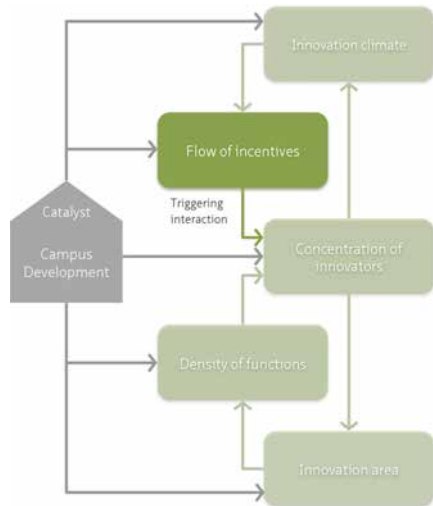 Innovation climate
Flow of incentives
Triggering
interaction
Catalyst
Campus
Development
Concentration of
innovators
Density of functions
Innovation area